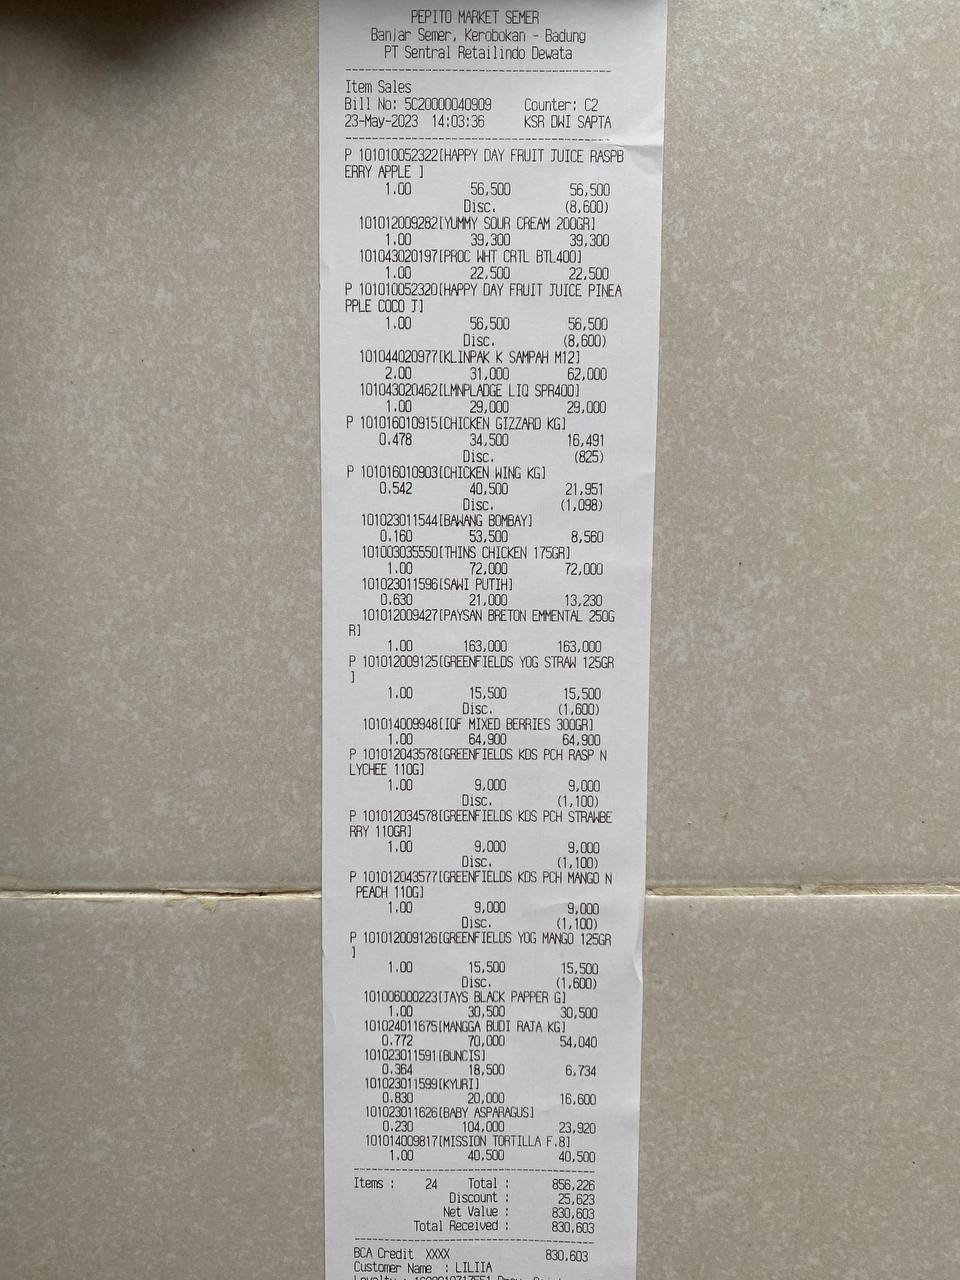 PEPITO MARKET SEMER
Banjar Semer, Kerobokan - Badung
PT Sentral Retailindo Dewata
Item Sales
Bill No: 5C20000040909 Counter: C2
23-May-2023 14:03:36 KSR DWI SAPTA
P 101010052322[HAPPY DAY FRUIT JUICE RASPB
ERRY APPLE ]
1.00 56,500 56,500
Disc. (8,600)
101012009282[YUMMY SOUR CREAM 200GR]
1.00 39,300 39,300
101043020197[PROC WHT CRTL BTL400]
1.00 22,500 22,500
P 101010052320[HAPPY DAY FRUIT JUICE PINEA
PPLE COCO J]
1.00 56,500 56,500
Disc. (8,600)
101044020977[KLINPAK K SAMPAH M12]
2.00 31,000 62,000
101043020462[LMNPLADGE LIQ SPR400]
1.00 29,000 29,000
P 101016010915[CHICKEN GIZZARD KG]
0.478 34,500 16,491
Disc. (825)
P 101016010903[CHICKEN WING KG]
0.542 40,500 21,951
Disc. (1,098)
101023011544[BAWANG BOMBAY]
0.160 53,500 8,560
101003035550[THINS CHICKEN 175GR]
1.00 72,000 72,000
101023011596[SAWI PUTIH]
0.630 21,000 13,230
101012009427[PAYSAN BRETON EMMENTAL 250G
R]
1.00 163,000 163,000
P 101012009125[GREENFIELDS YOG STRAW 125GR
]
1.00 15,500 15,500
Disc. (1,600)
101014009948[IQF MIXED BERRIES 300GR]
1.00 64,900 64,900
P 101012043578[GREENFIELDS KDS PCH RASP N
LYCHEE 110G]
1.00 9,000 9,000
Disc. (1,100)
P 101012034578[GREENFIELDS KDS PCH STRAWBE
RRY 110GR]
1.00 9,000 9,000
Disc. (1,100)
P 101012043577[GREENFIELDS KDS PCH MANGO N
PEACH 110G]
1.00 9,000 9,000
Disc. (1,100)
P 101012009126[GREENFIELDS YOG MANGO 125GR
]
1.00 15,500 15,500
Disc. (1,600)
101006000223[JAYS BLACK PAPPER G]
1.00 30,500 30,500
101024011675[MANGGA BUDI RAJA KG]
0.772 70,000 54,040
101023011591[BUNCIS]
0.364 18,500 6,734
101023011599[KYURI]
0.830 20,000 16,600
101023011626[BABY ASPARAGUS]
0.230 104,000 23,920
101014009817[MISSION TORTILLA F.8]
1.00 40,500 40,500
Items : 24 Total : 856,226
Discount : 25,623
Net Value : 830,603
Total Received : 830,603
BCA Credit XXXX 830,603
Customer Name : LILIIA